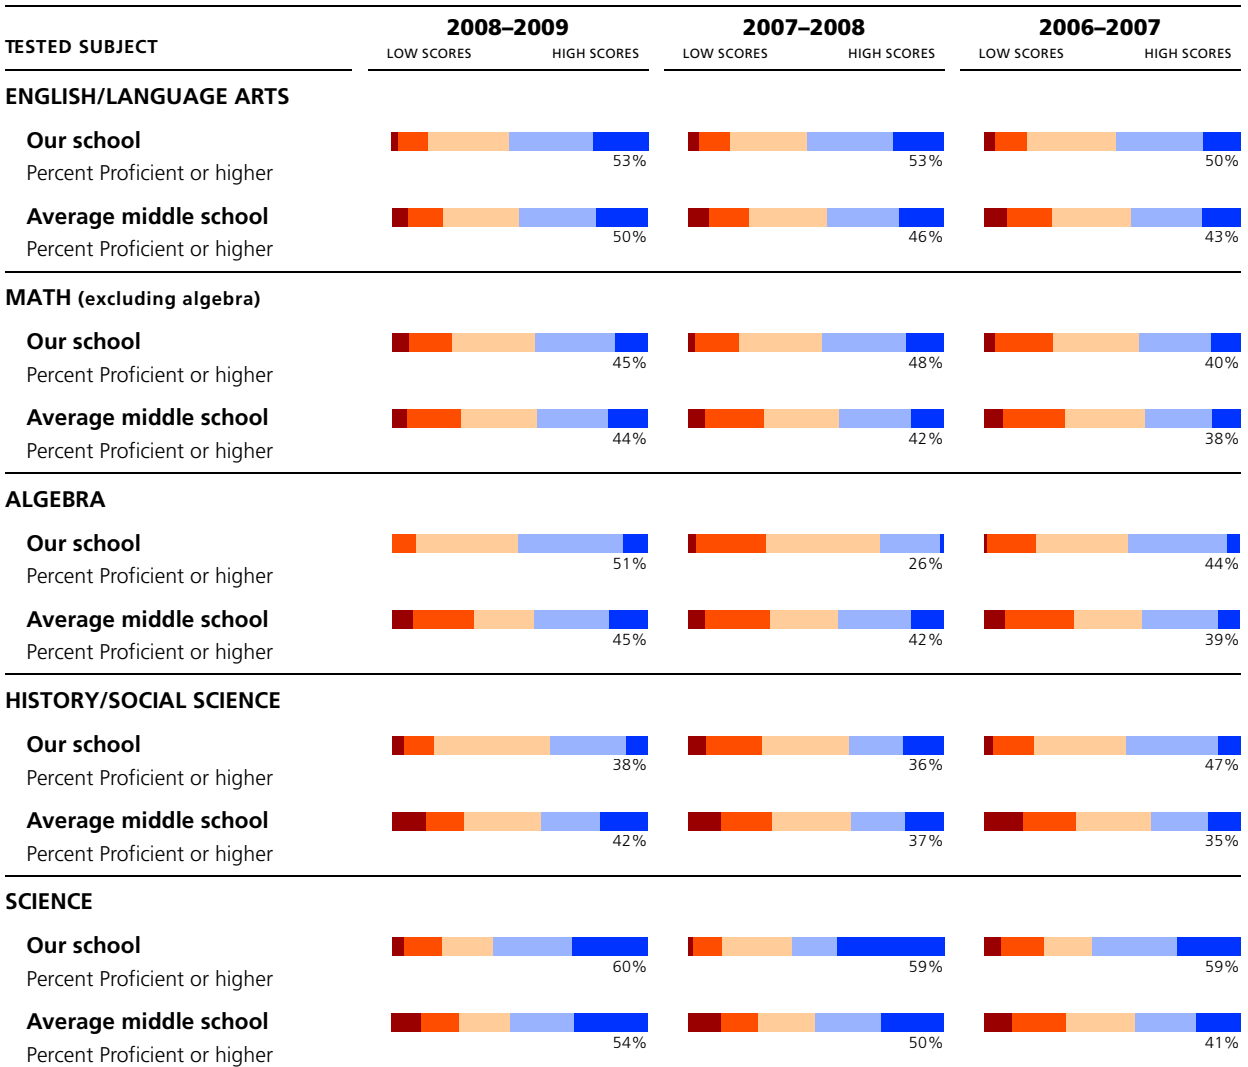 2008–2009 2007–2008 2006–2007
TESTED SUBJECT LOW SCORES HIGH SCORES LOW SCORES HIGH SCORES LOW SCORES HIGH SCORES
ENGLISH/LANGUAGE ARTS
Our school
Percent Proficient or higher 53% 53% 50%
Average middle school
Percent Proficient or higher 50% 46% 43%
MATH (excluding algebra)
Our school
Percent Proficient or higher 45% 48% 40%
Average middle school
Percent Proficient or higher 44% 42% 38%
ALGEBRA
Our school
Percent Proficient or higher 51% 26% 44%
Average middle school
Percent Proficient or higher 45% 42% 39%
HISTORY/SOCIAL SCIENCE
Our school
Percent Proficient or higher 38% 36% 47%
Average middle school
Percent Proficient or higher 42% 37% 35%
SCIENCE
Our school
Percent Proficient or higher 60% 59% 59%
Average middle school
Percent Proficient or higher 54% 50% 41%